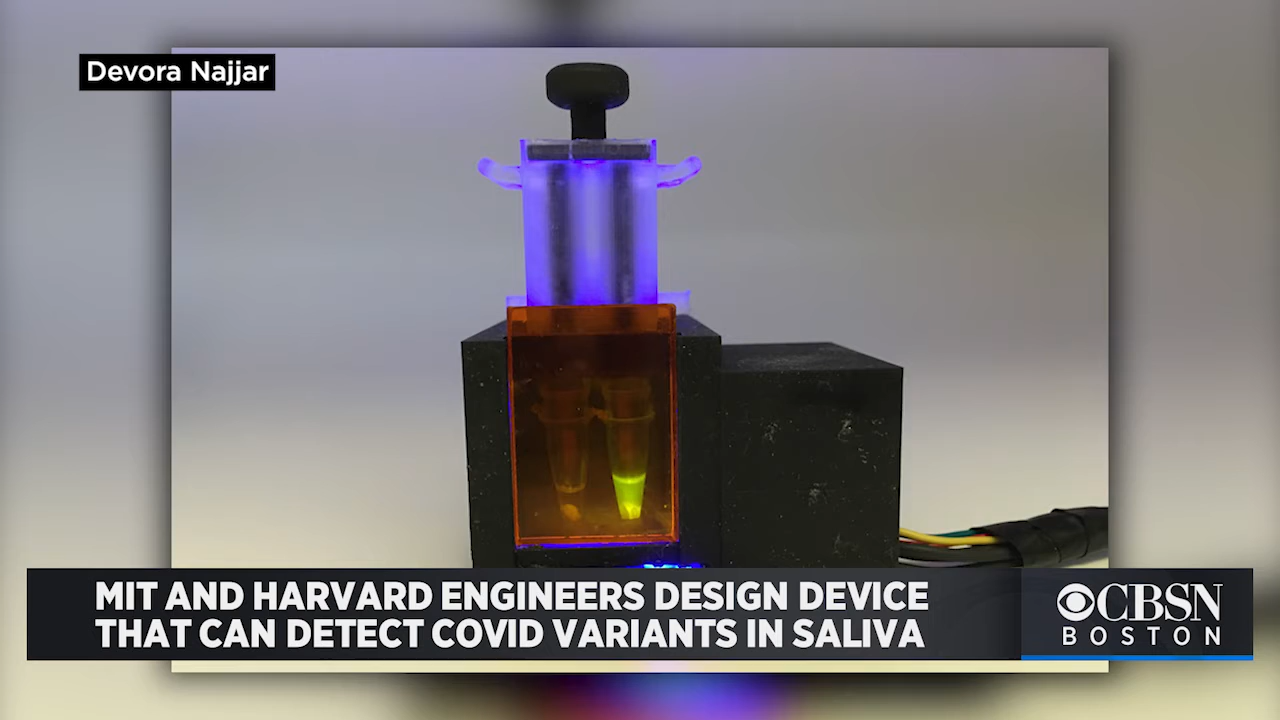 Devora Najjar
MIT AND HARVARD ENGINEERS DESIGN DEVICE
THAT CAN DETECT COVID VARIANTS IN SALIVA
CBSN
BOSTON